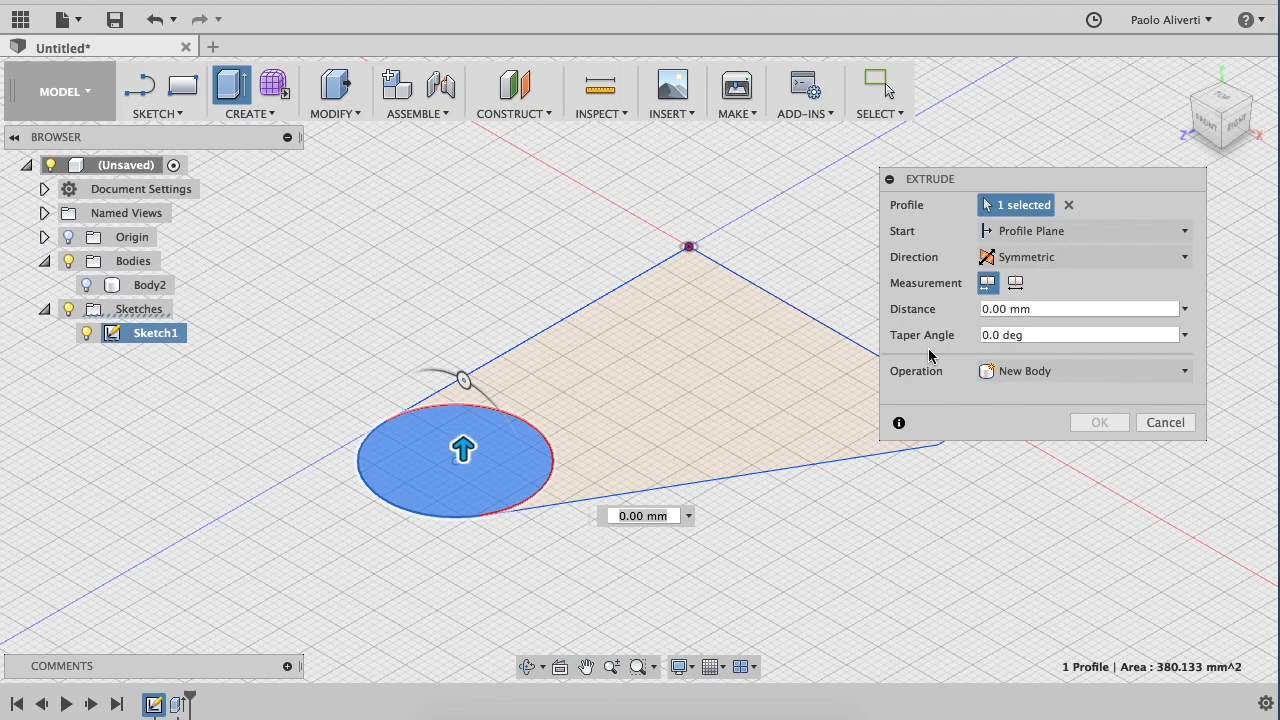 Paolo Aliverti
Untitled*
MODEL
SKETCH
CREATE
MODIFY
ASSEMBLE
CONSTRUCT
INSPECT
INSERT
MAKE
ADD-INS
SELECT
TOP
FRONT
RIGHT
Z
X
BROWSER
(Unsaved)
Document Settings
Named Views
Origin
Bodies
Body2
Sketches
Sketch1
EXTRUDE
Profile 1 selected
Start Profile Plane
Direction Symmetric
Measurement
Distance 0.00 mm
Taper Angle 0.0 deg
Operation New Body
OK Cancel
0.00 mm
COMMENTS
1 Profile | Area : 380.133 mm^2